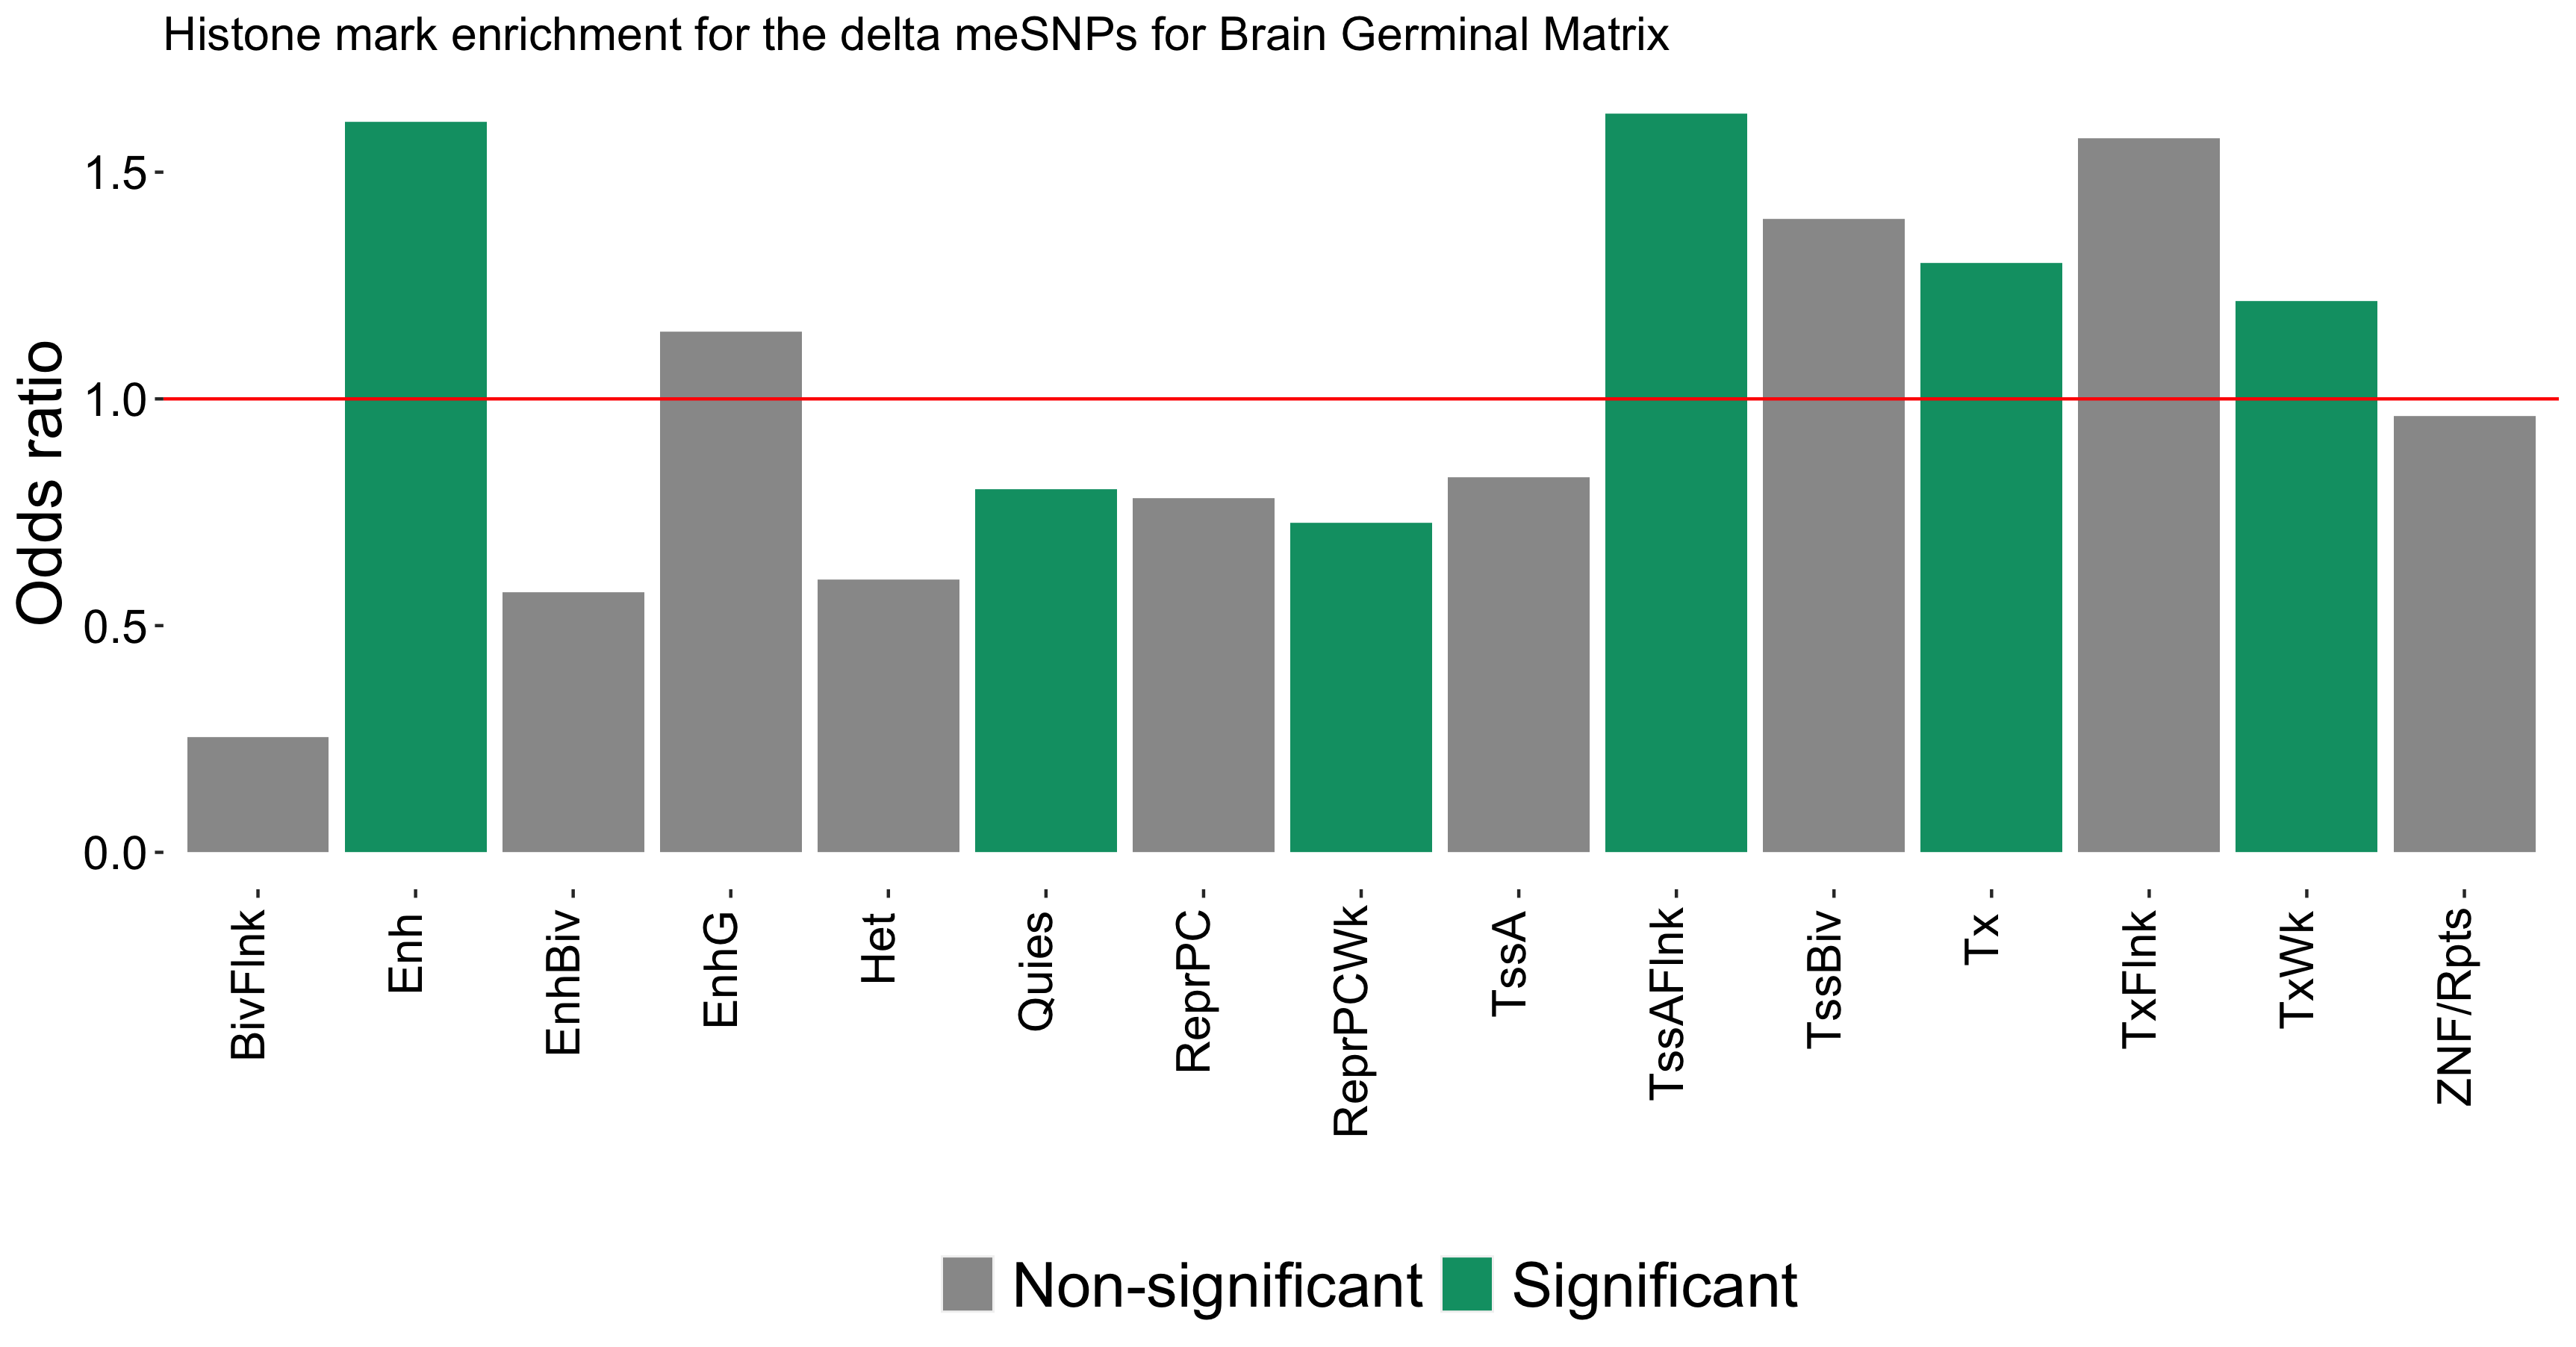 Histone mark enrichment for the delta meSNPs for Brain Germinal Matrix
Odds ratio
1.5
1.0
0.5
0.0
BivFlnk
Enh
EnhBiv
EnhG
Het
Quies
ReprPC
ReprPCWk
TssA
TssAFlnk
TssBiv
Tx
TxFlnk
TxWk
ZNF/Rpts
Non-significant
Significant